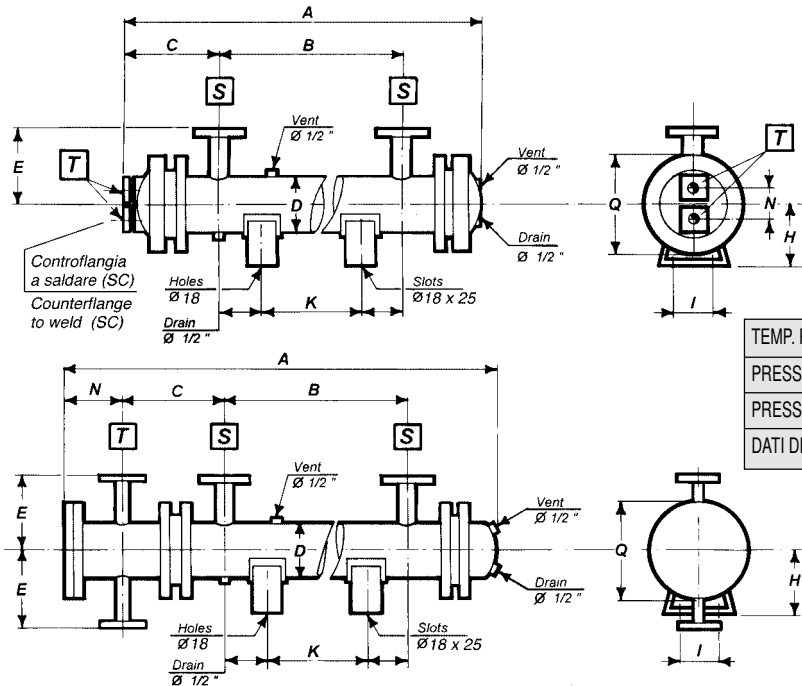 A
C
B
S
S
Vent
Ø 1/2 "
E
T
D
Vent
Ø 1/2 "
Drain
Ø 1/2 "
Controflangia
a saldare (SC)
Counterflange
to weld (SC)
Holes
Ø 18
K
Slots
Ø 18 x 25
Drain
Ø 1/2 "
T
Q
N
H
I
TEMP.
PRESS
PRESS
DATI DI
A
N
C
B
T
S
S
Vent
Ø 1/2 "
E
D
E
Vent
Ø 1/2 "
Drain
Ø 1/2 "
Holes
Ø 18
K
Slots
Ø 18 x 25
Drain
Ø 1/2 "
Q
H
I